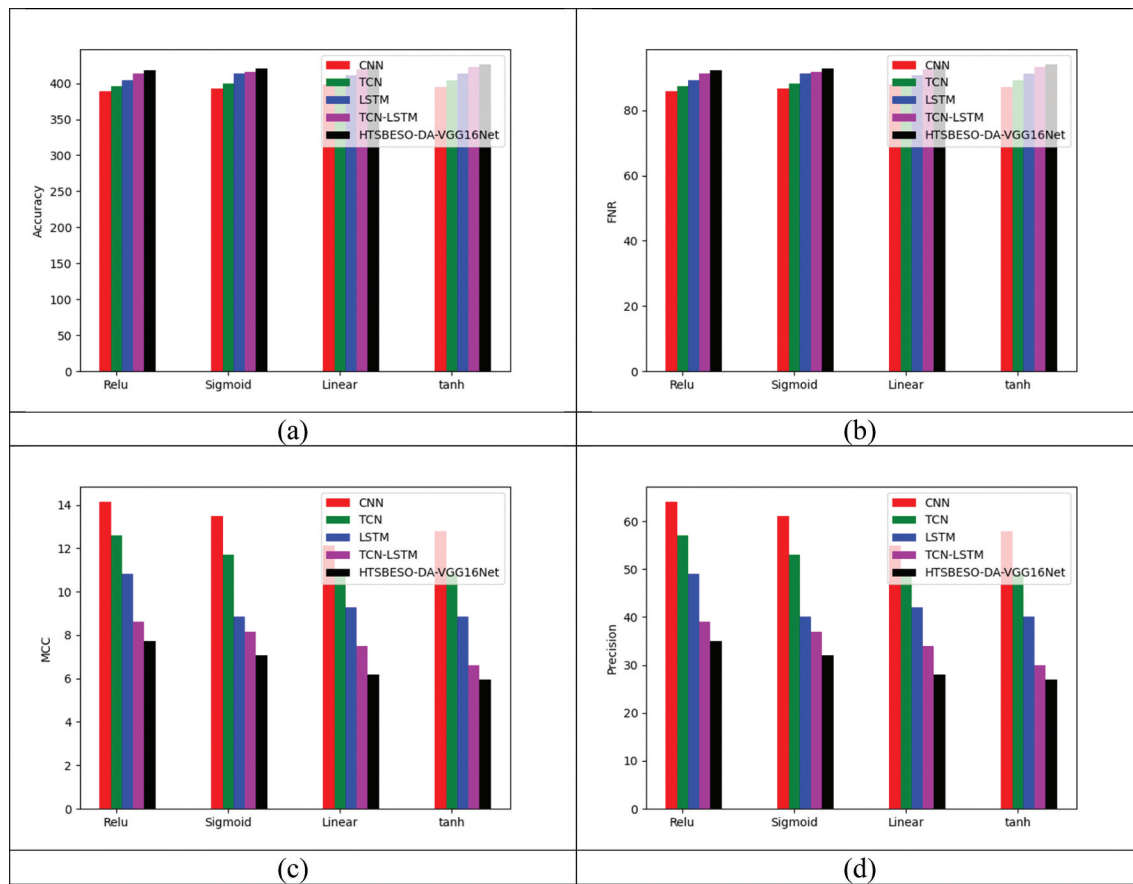 Accuracy
400
350
300
250
200
150
100
50
0
CNN
TCN
LSTM
TCN-LSTM
HTSBESO-DA-VGG16Net
Relu Sigmoid Linear tanh
(a)
FNR
80
60
40
20
0
CNN
TCN
LSTM
TCN-LSTM
HTSBESO-DA-VGG16Net
Relu Sigmoid Linear tanh
(b)
MCC
14
12
10
8
6
4
2
0
CNN
TCN
LSTM
TCN-LSTM
HTSBESO-DA-VGG16Net
Relu Sigmoid Linear tanh
(c)
Precision
60
50
40
30
20
10
0
CNN
TCN
LSTM
TCN-LSTM
HTSBESO-DA-VGG16Net
Relu Sigmoid Linear tanh
(d)